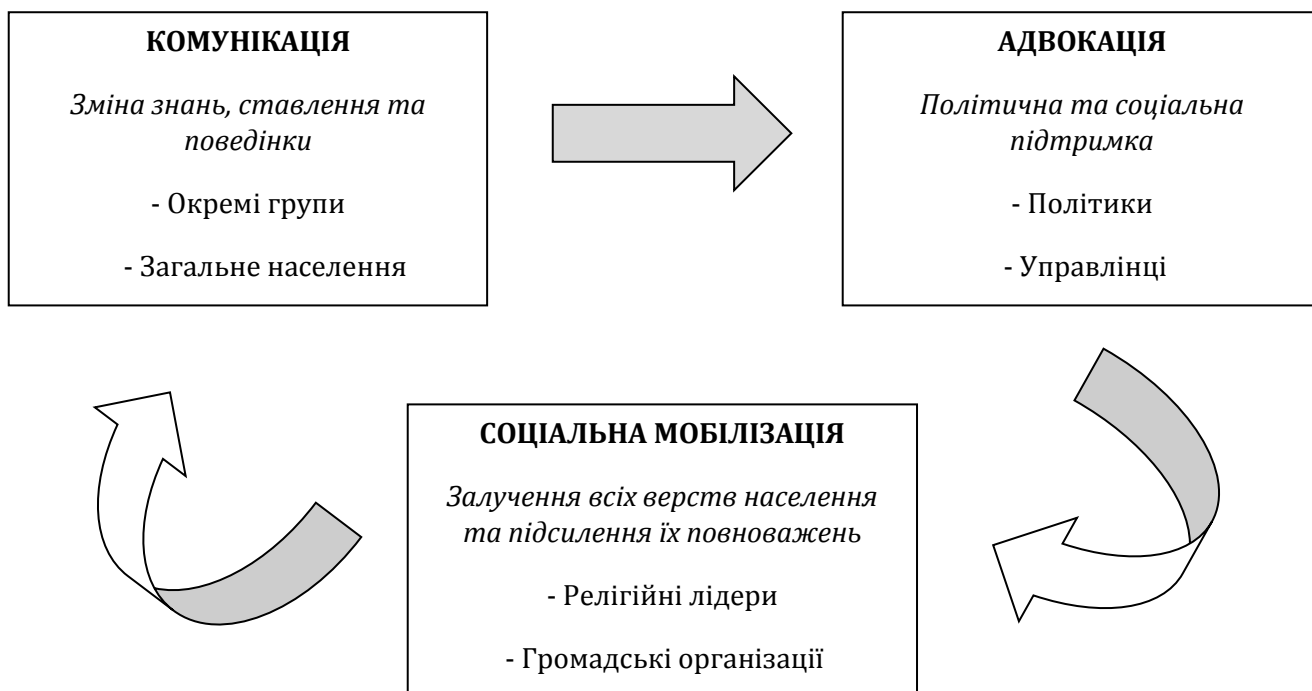 КОМУНІКАЦІЯ
Зміна знань, ставлення та
поведінки
- Окремі групи
- Загальне населення
АДВОКАЦІЯ
Політична та соціальна
підтримка
- Політики
- Управлінці
СОЦІАЛЬНА МОБІЛІЗАЦІЯ
Залучення всіх верств населення
та підсилення їх повноважень
- Релігійні лідери
- Громадські організації